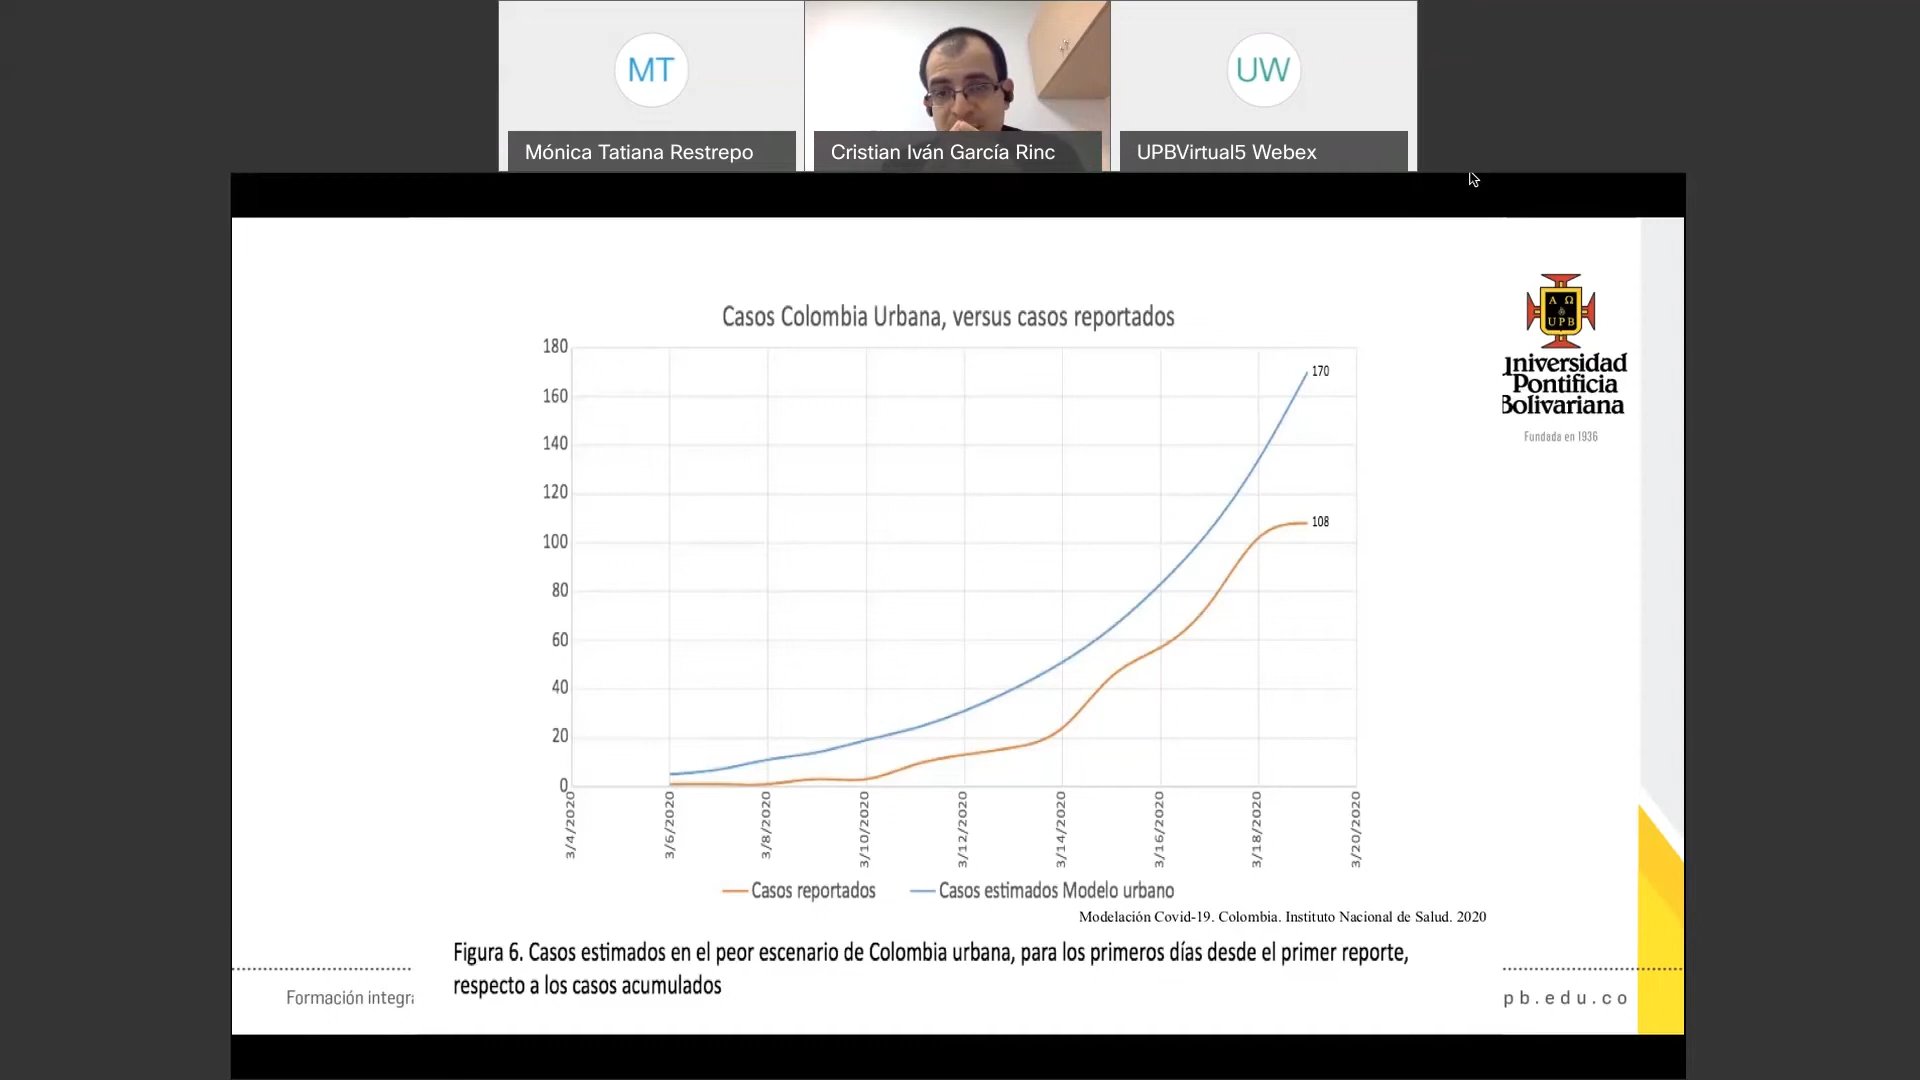 MT
UW
Mónica Tatiana Restrepo
Cristian Iván García Rinc
UPBVirtual5 Webex
Α Ω
UPB
Universidad
Pontificia
Bolivariana
Fundada en 1936
Casos Colombia Urbana, versus casos reportados
180
160
140
120
100
80
60
40
20
0
170
108
3/4/2020
3/6/2020
3/8/2020
3/10/2020
3/12/2020
3/14/2020
3/16/2020
3/18/2020
3/20/2020
Casos reportados
Casos estimados Modelo urbano
Modelación Covid-19. Colombia. Instituto Nacional de Salud. 2020
Figura 6. Casos estimados en el peor escenario de Colombia urbana, para los primeros días desde el primer reporte,
respecto a los casos acumulados
Formación integra
pb.edu.co